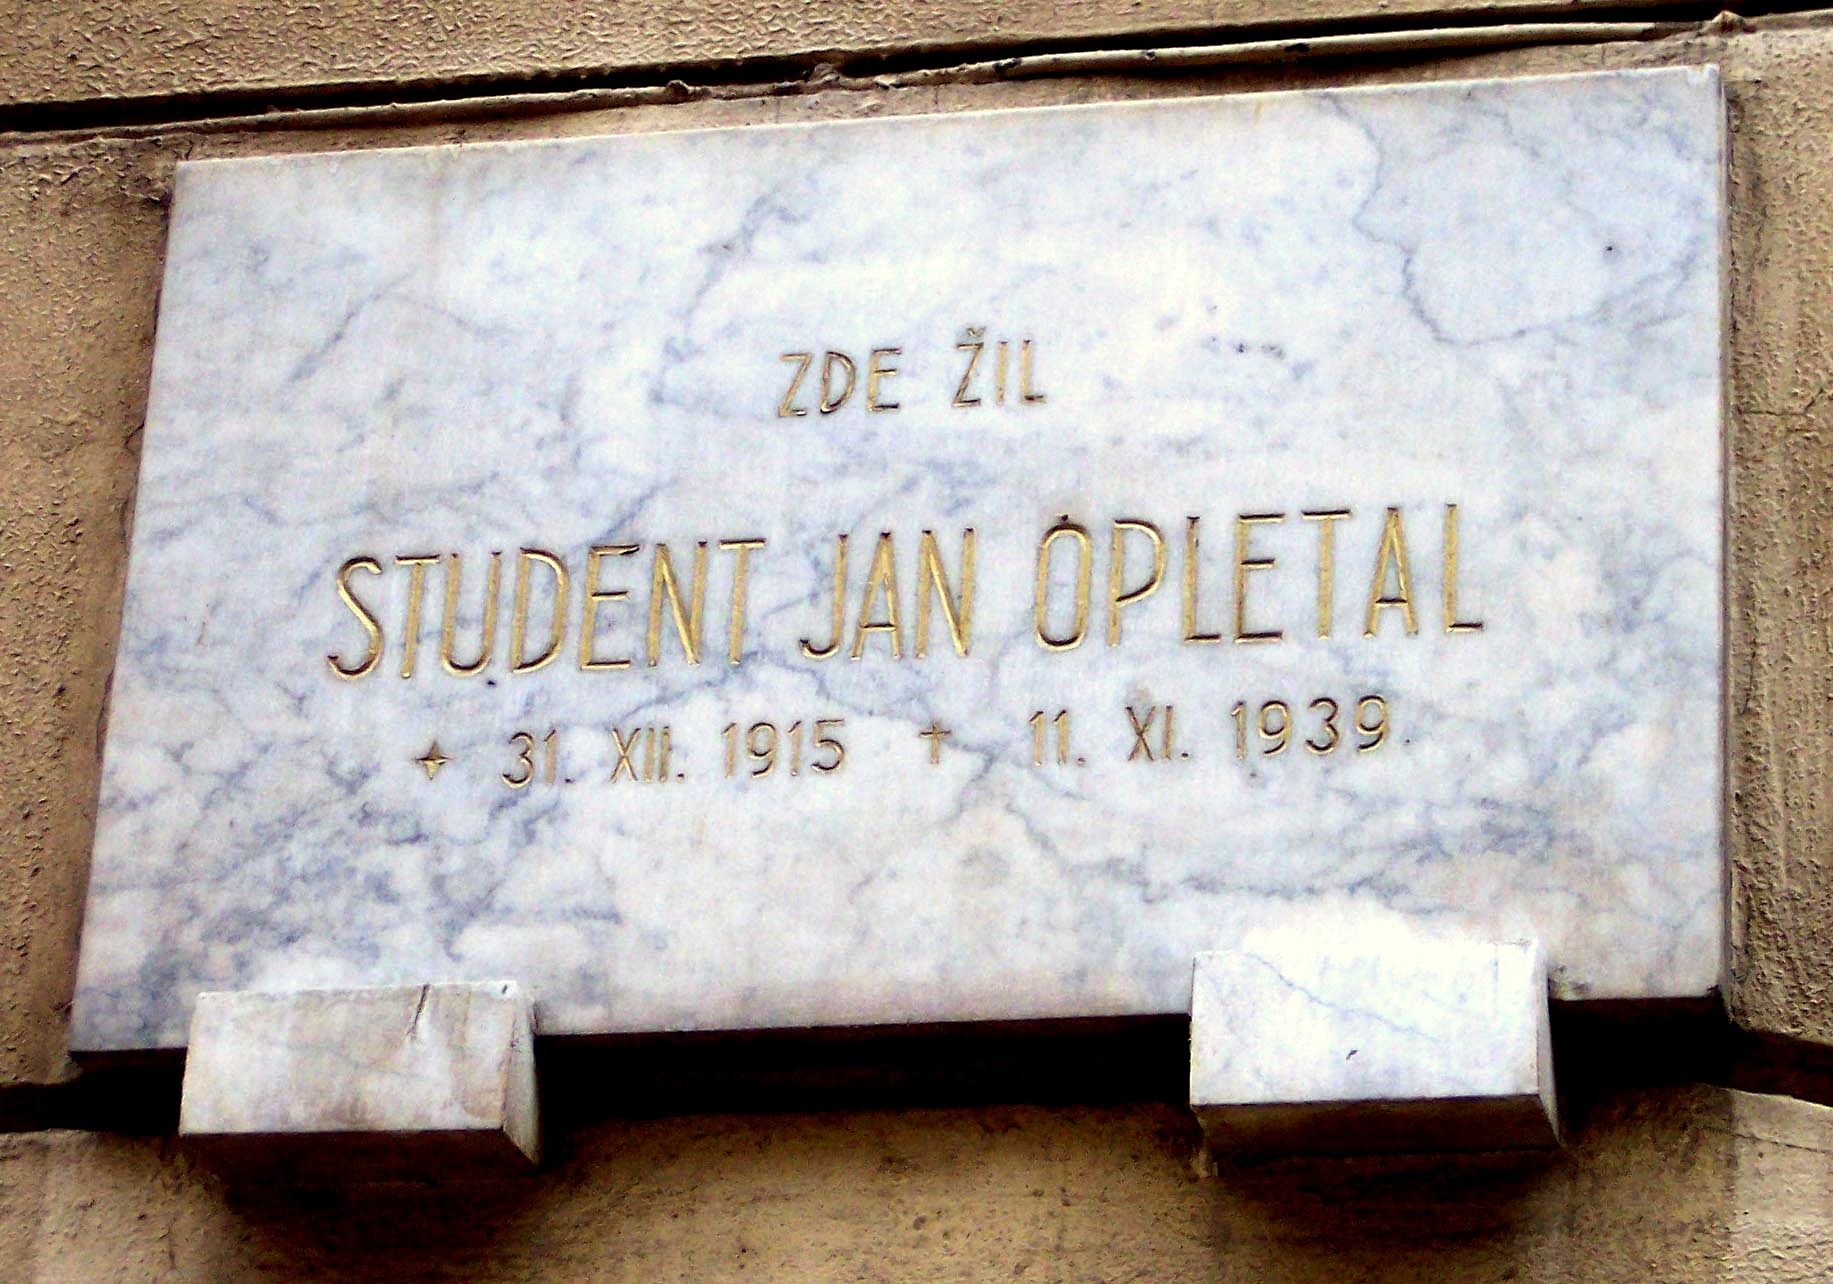 ZDE ŽIL
STUDENT JAN OPLETAL
✦ 31. XII. 1915 ✝ 11. XI. 1939.